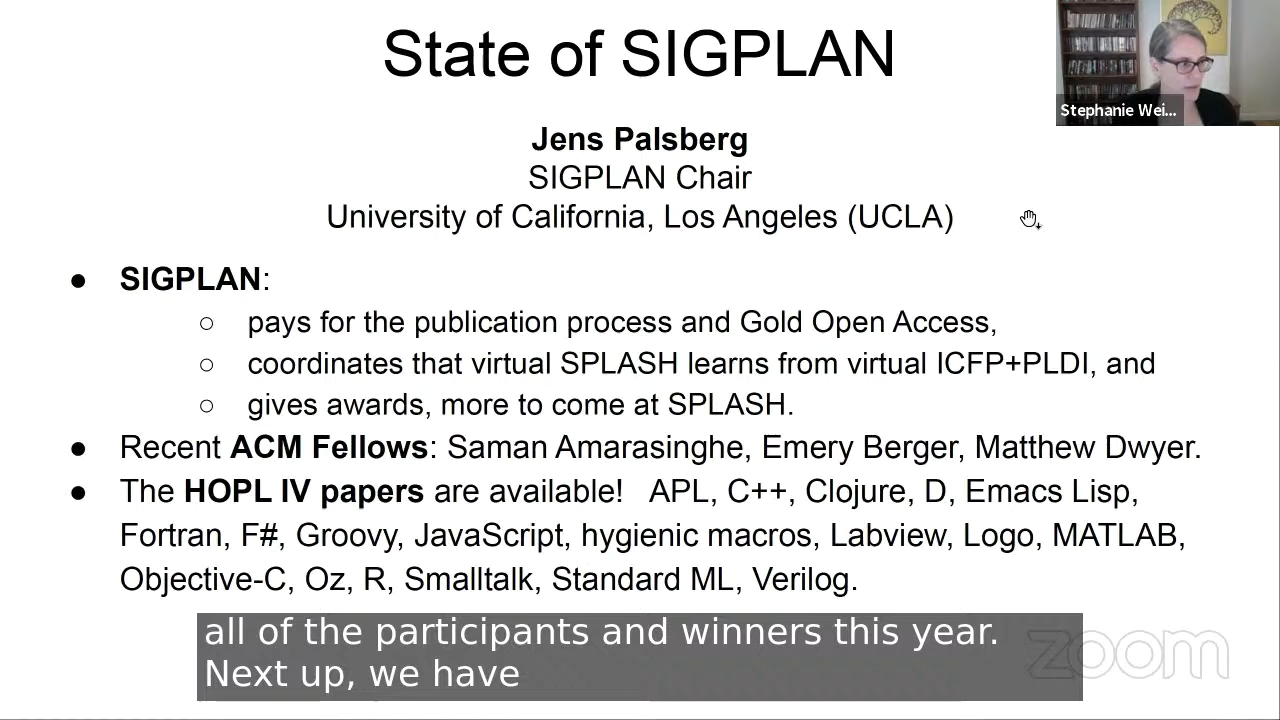 State of SIGPLAN
Stephanie Wei...
Jens Palsberg
SIGPLAN Chair
University of California, Los Angeles (UCLA)
● SIGPLAN:
○ pays for the publication process and Gold Open Access,
○ coordinates that virtual SPLASH learns from virtual ICFP+PLDI, and
○ gives awards, more to come at SPLASH.
● Recent ACM Fellows: Saman Amarasinghe, Emery Berger, Matthew Dwyer.
● The HOPL IV papers are available! APL, C++, Clojure, D, Emacs Lisp,
Fortran, F#, Groovy, JavaScript, hygienic macros, Labview, Logo, MATLAB,
Objective-C, Oz, R, Smalltalk, Standard ML, Verilog.
all of the participants and winners this year.
Next up, we have
zoom